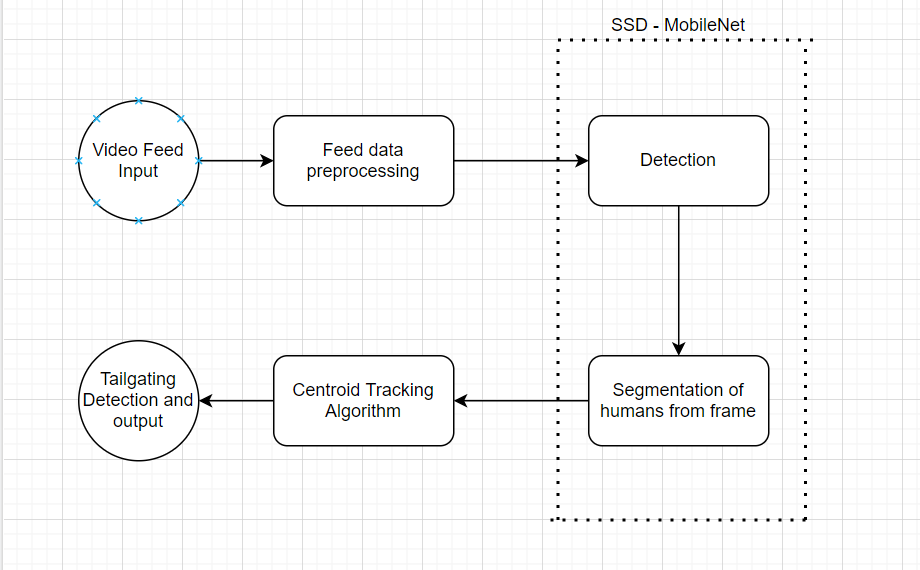 SSD - MobileNet
Video Feed
Input
Feed data
preprocessing
Detection
Segmentation of
humans from frame
Centroid Tracking
Algorithm
Tailgating
Detection and
output